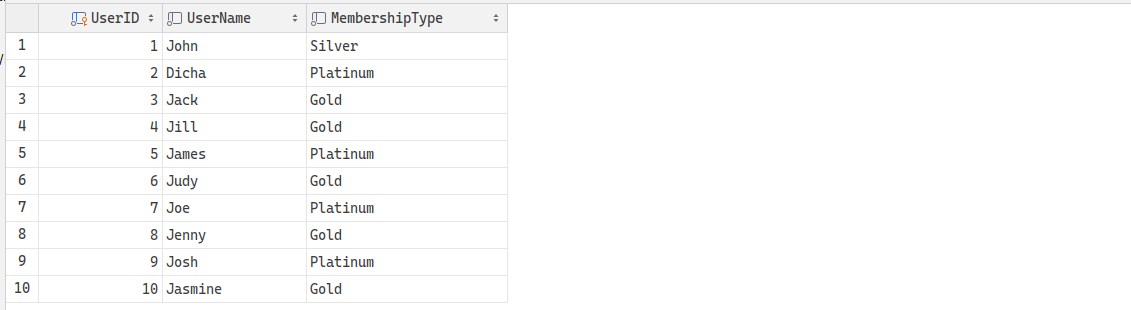 UserID UserName MembershipType
1 1 John Silver
2 2 Dicha Platinum
3 3 Jack Gold
4 4 Jill Gold
5 5 James Platinum
6 6 Judy Gold
7 7 Joe Platinum
8 8 Jenny Gold
9 9 Josh Platinum
10 10 Jasmine Gold